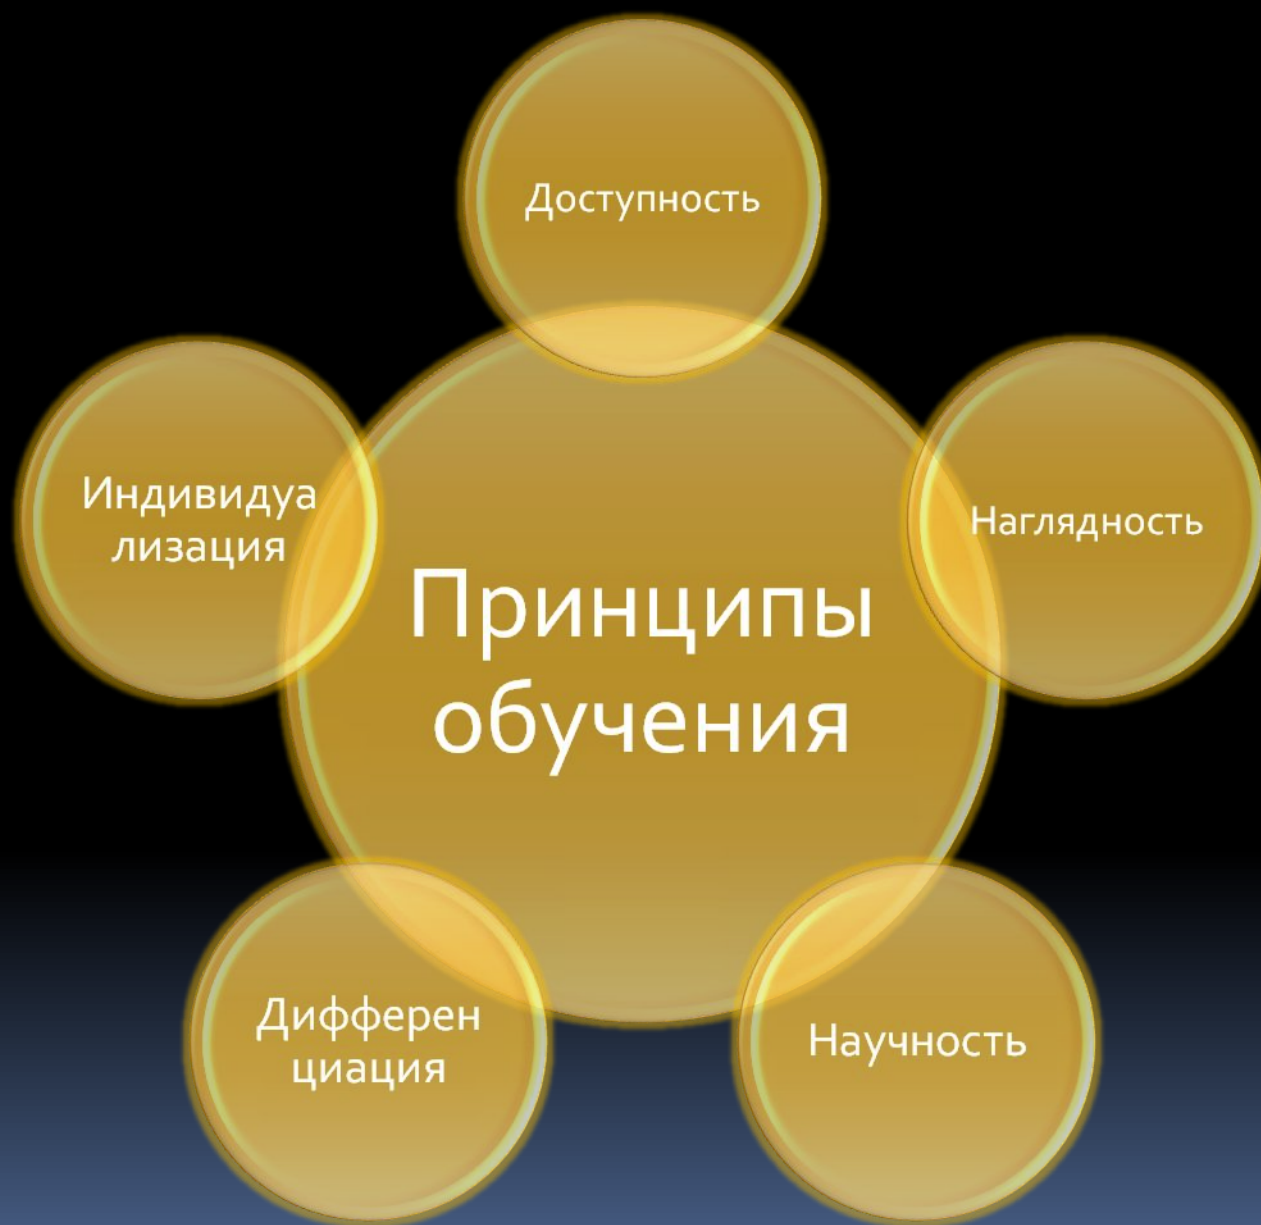 Доступность
Индивидуа
лизация
Наглядность
Принципы
обучения
Дифферен
циация
Научность